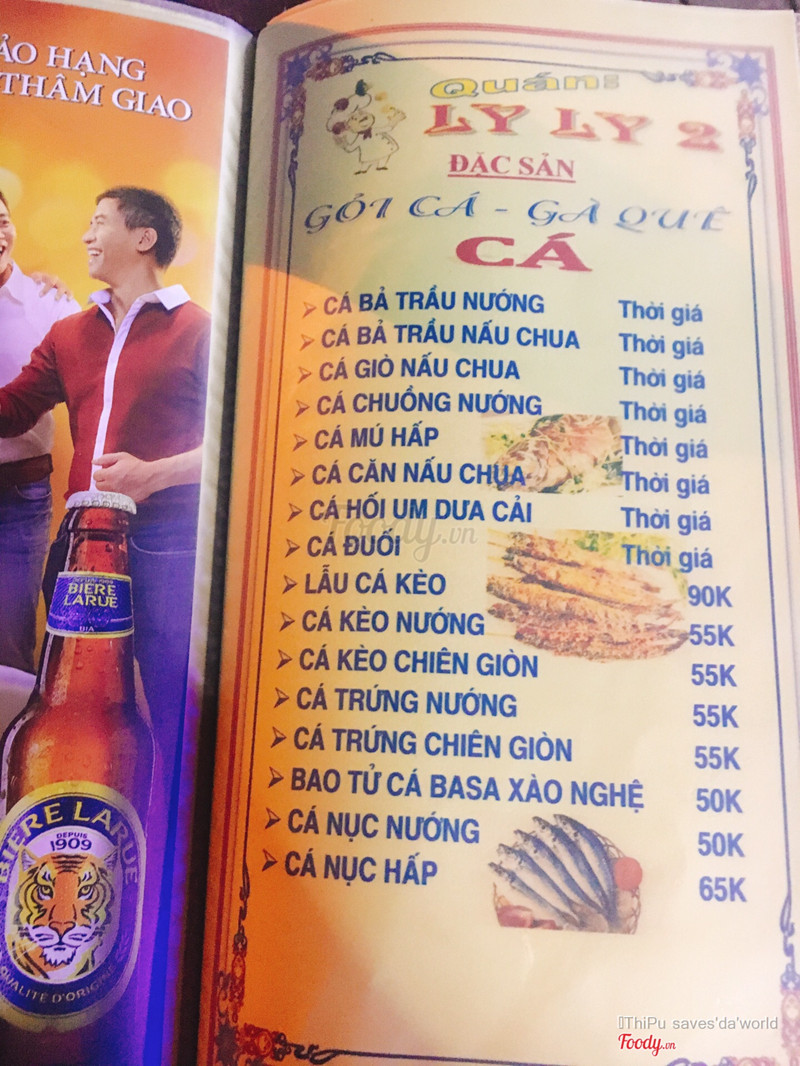 ẢO HẠNG
THÂM GIAO
BIERE
LARUE
BIA
BIERE LARUE
DEPUIS
1909
QUALITÉ D'ORIGINE
Quán:
LY LY 2
ĐẶC SẢN
GỎI CÁ - GÀ QUÊ
CÁ
CÁ BẢ TRẦU NƯỚNG Thời giá
CÁ BẢ TRẦU NẤU CHUA Thời giá
CÁ GIÒ NẤU CHUA Thời giá
CÁ CHUỒNG NƯỚNG Thời giá
CÁ MÚ HẤP Thời giá
CÁ CĂN NẤU CHUA Thời giá
CÁ HỐI UM DƯA CẢI Thời giá
CÁ ĐUỐI Thời giá
LẨU CÁ KÈO 90K
CÁ KÈO NƯỚNG 55K
CÁ KÈO CHIÊN GIÒN 55K
CÁ TRỨNG NƯỚNG 55K
CÁ TRỨNG CHIÊN GIÒN 55K
BAO TỬ CÁ BASA XÀO NGHỆ 50K
CÁ NỤC NƯỚNG 50K
CÁ NỤC HẤP 65K
Foody.vn
ThiPu saves'da'world
Foody.vn